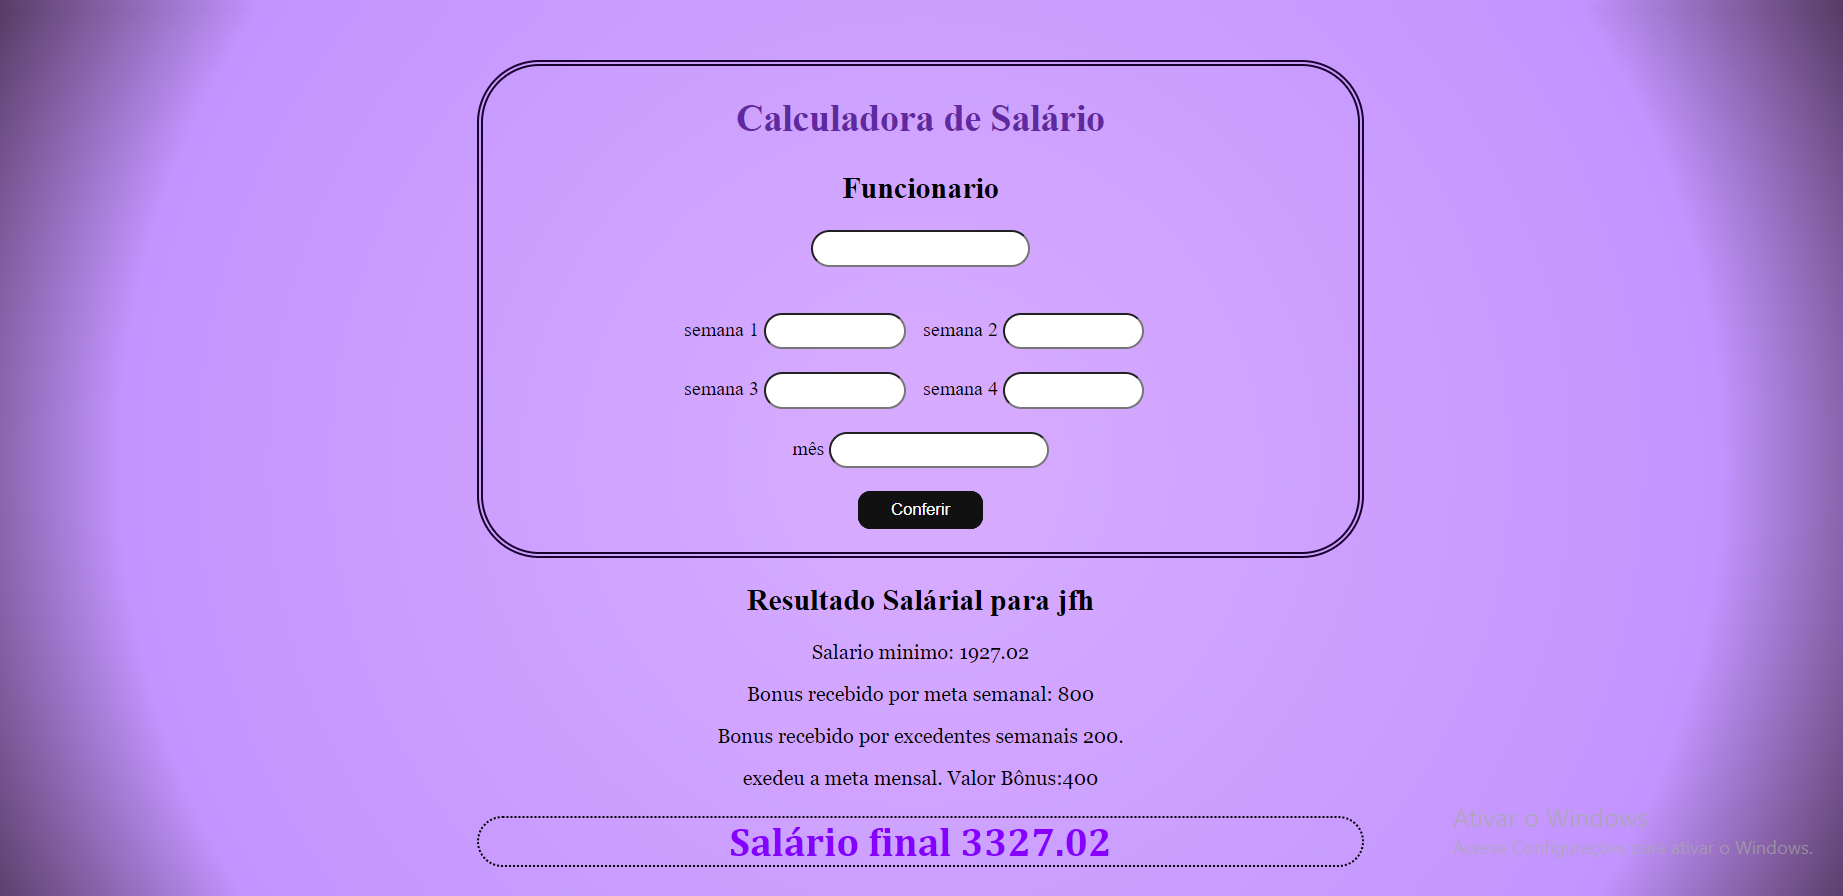 Calculadora de Salário
Funcionario
semana 1 semana 2
semana 3 semana 4
mês
Conferir
Resultado Salárial para jfh
Salario minimo: 1927.02
Bonus recebido por meta semanal: 800
Bonus recebido por excedentes semanais 200.
exedeu a meta mensal. Valor Bônus:400
Salário final 3327.02
Ativar o Windows
Acesse Configurações para ativar o Windows.